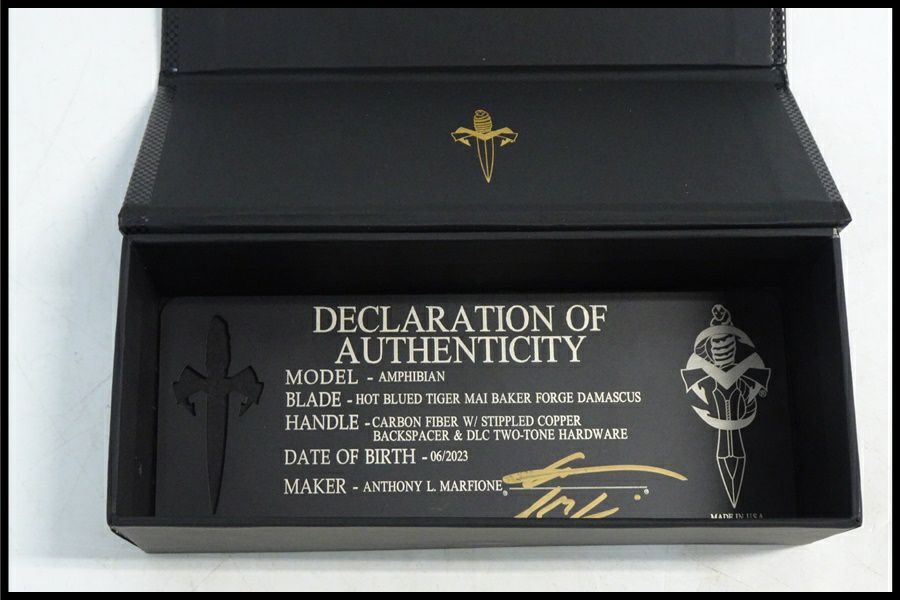 DECLARATION OF
AUTHENTICITY
MODEL - AMPHIBIAN
BLADE - HOT BLUED TIGER MAI BAKER FORGE DAMASCUS
HANDLE - CARBON FIBER W/ STIPPLED COPPER
BACKSPACER & DLC TWO-TONE HARDWARE
DATE OF BIRTH - 06/2023
MAKER - ANTHONY L. MARFIONE
MADE IN USA